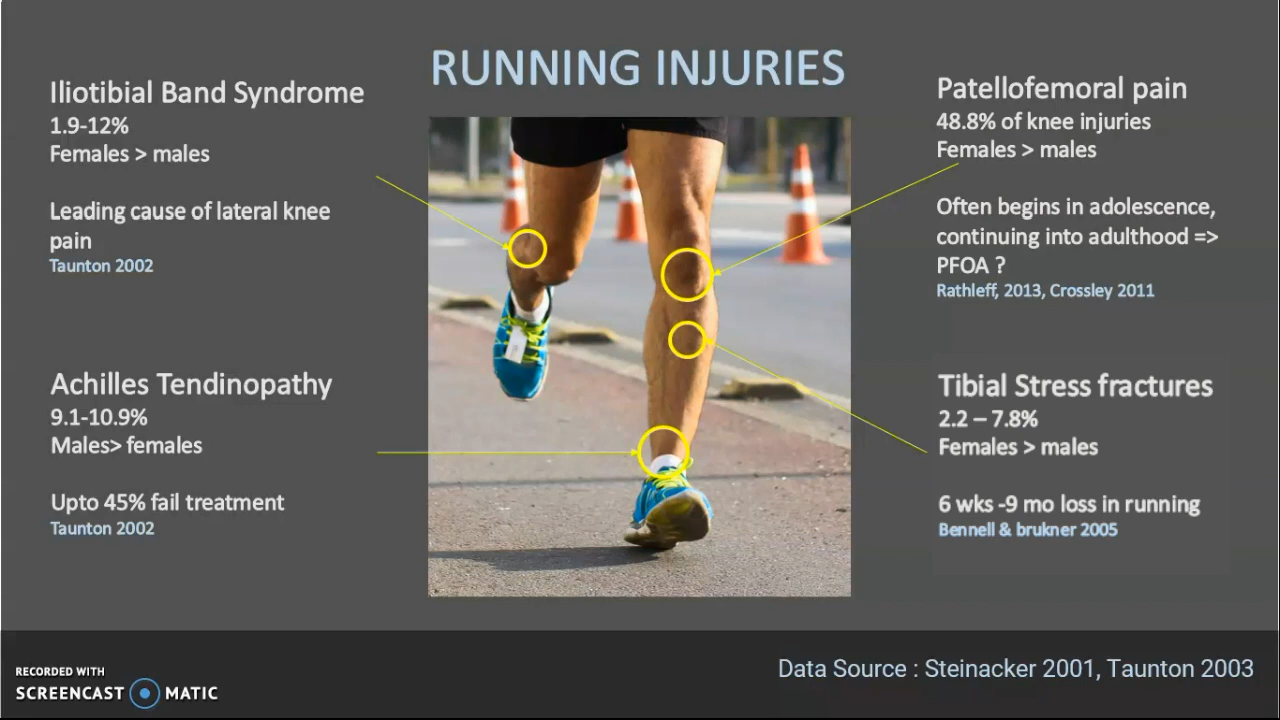 RUNNING INJURIES
Iliotibial Band Syndrome
1.9-12%
Females > males
Leading cause of lateral knee
pain
Taunton 2002
Achilles Tendinopathy
9.1-10.9%
Males> females
Upto 45% fail treatment
Taunton 2002
Patellofemoral pain
48.8% of knee injuries
Females > males
Often begins in adolescence,
continuing into adulthood =>
PFOA ?
Rathleff, 2013, Crossley 2011
Tibial Stress fractures
2.2 – 7.8%
Females > males
6 wks -9 mo loss in running
Bennell & brukner 2005
Data Source : Steinacker 2001, Taunton 2003
RECORDED WITH
SCREENCAST MATIC